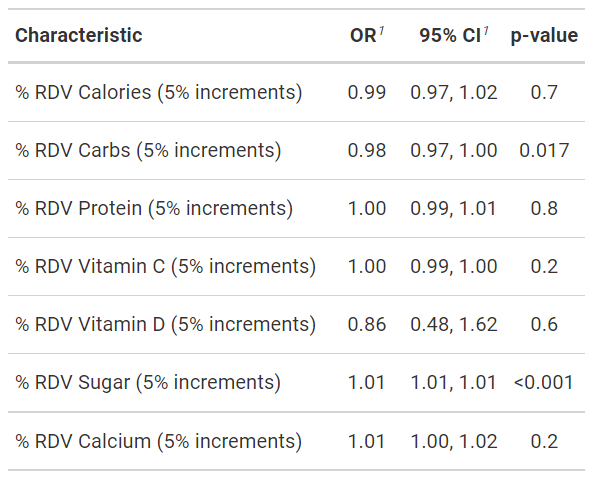 Characteristic OR¹ 95% CI¹ p-value
% RDV Calories (5% increments) 0.99 0.97, 1.02 0.7
% RDV Carbs (5% increments) 0.98 0.97, 1.00 0.017
% RDV Protein (5% increments) 1.00 0.99, 1.01 0.8
% RDV Vitamin C (5% increments) 1.00 0.99, 1.00 0.2
% RDV Vitamin D (5% increments) 0.86 0.48, 1.62 0.6
% RDV Sugar (5% increments) 1.01 1.01, 1.01 <0.001
% RDV Calcium (5% increments) 1.01 1.00, 1.02 0.2